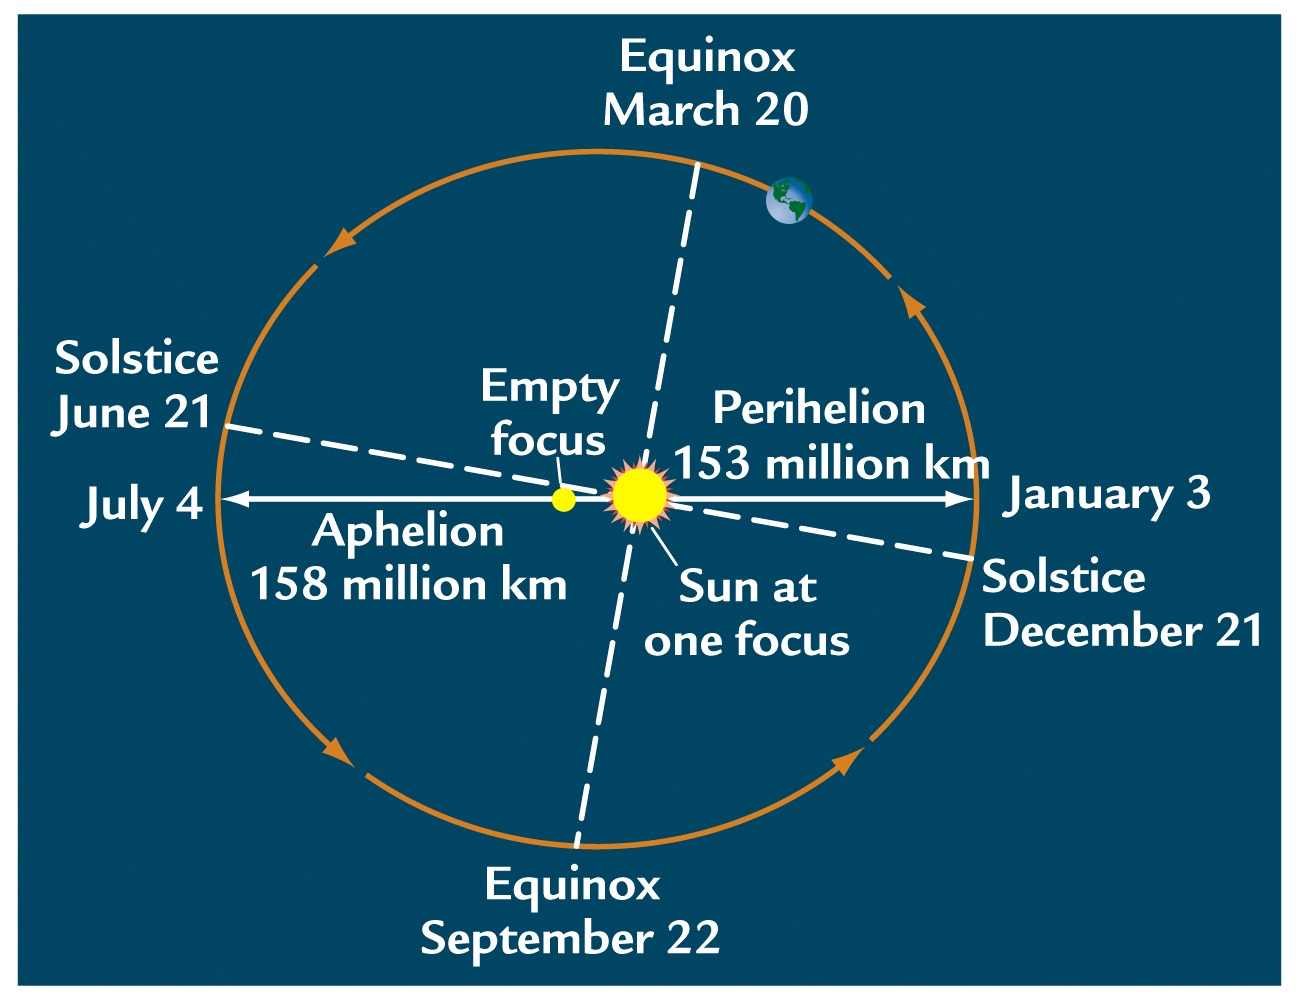 Equinox
March 20
Solstice
June 21
Empty
focus
Perihelion
153 million km
July 4
January 3
Aphelion
158 million km
Sun at
one focus
Solstice
December 21
Equinox
September 22